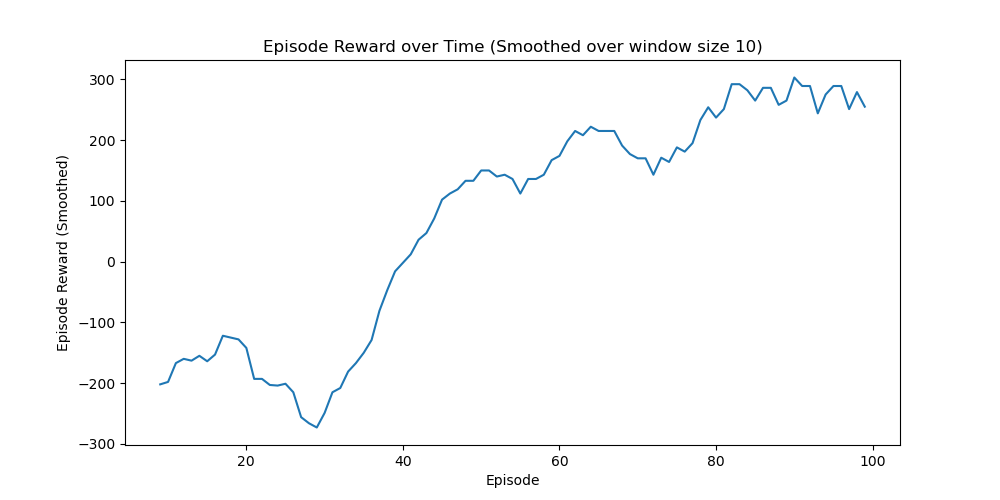 Episode Reward over Time (Smoothed over window size 10)
300
200
100
0
−100
−200
−300
Episode Reward (Smoothed)
20 40 60 80 100
Episode